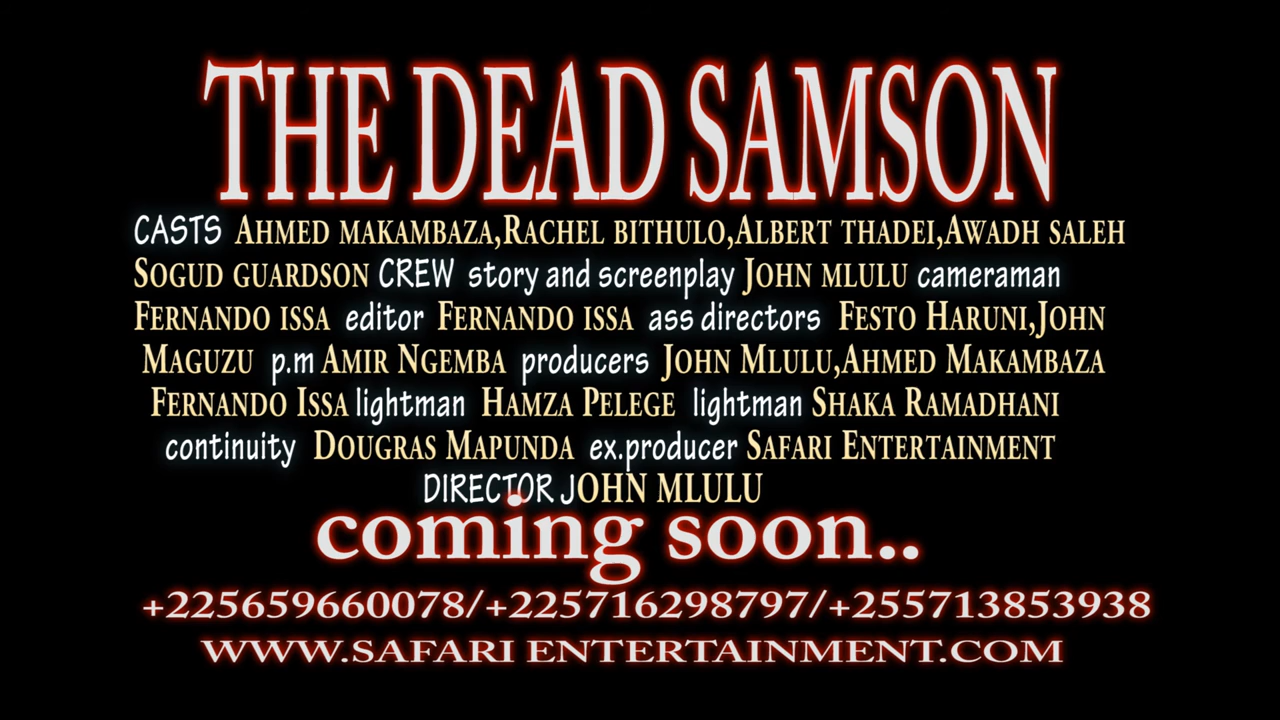 THE DEAD SAMSON
CASTS AHMED MAKAMBAZA,RACHEL BITHULO,ALBERT THADEI,AWADH SALEH
SOGUD GUARDSON CREW story and screenplay JOHN MLULU cameraman
FERNANDO ISSA editor FERNANDO ISSA ass directors FESTO HARUNI,JOHN
MAGUZU p.m AMIR NGEMBA producers JOHN MLULU,AHMED MAKAMBAZA
FERNANDO ISSA lightman HAMZA PELEGE lightman SHAKA RAMADHANI
continuity DOUGRAS MAPUNDA ex.producer SAFARI ENTERTAINMENT
DIRECTOR JOHN MLULU
coming soon..
+225659660078/+225716298797/+255713853938
WWW.SAFARI ENTERTAINMENT.COM